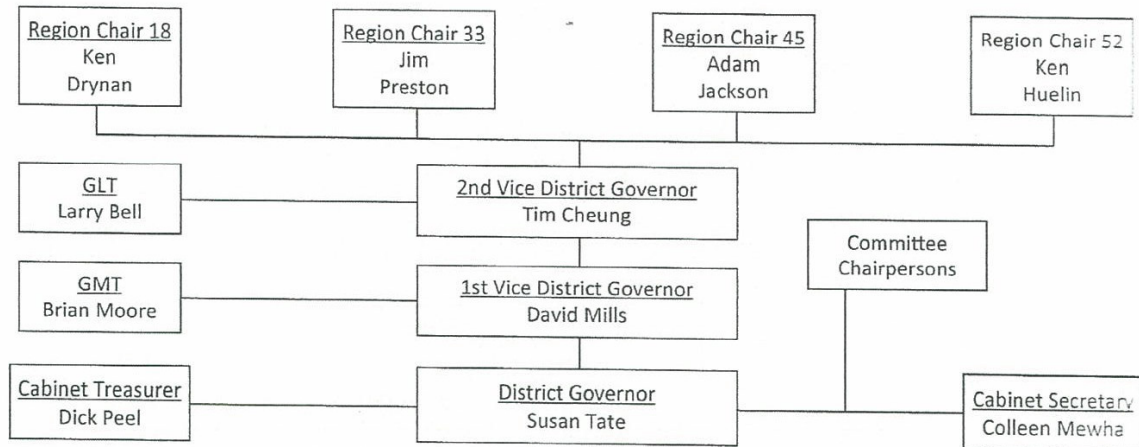 Region Chair 18
Ken
Drynan
Region Chair 33
Jim
Preston
Region Chair 45
Adam
Jackson
Region Chair 52
Ken
Huelin
GLT
Larry Bell
2nd Vice District Governor
Tim Cheung
Committee
Chairpersons
GMT
Brian Moore
1st Vice District Governor
David Mills
Cabinet Treasurer
Dick Peel
District Governor
Susan Tate
Cabinet Secretary
Colleen Mewha